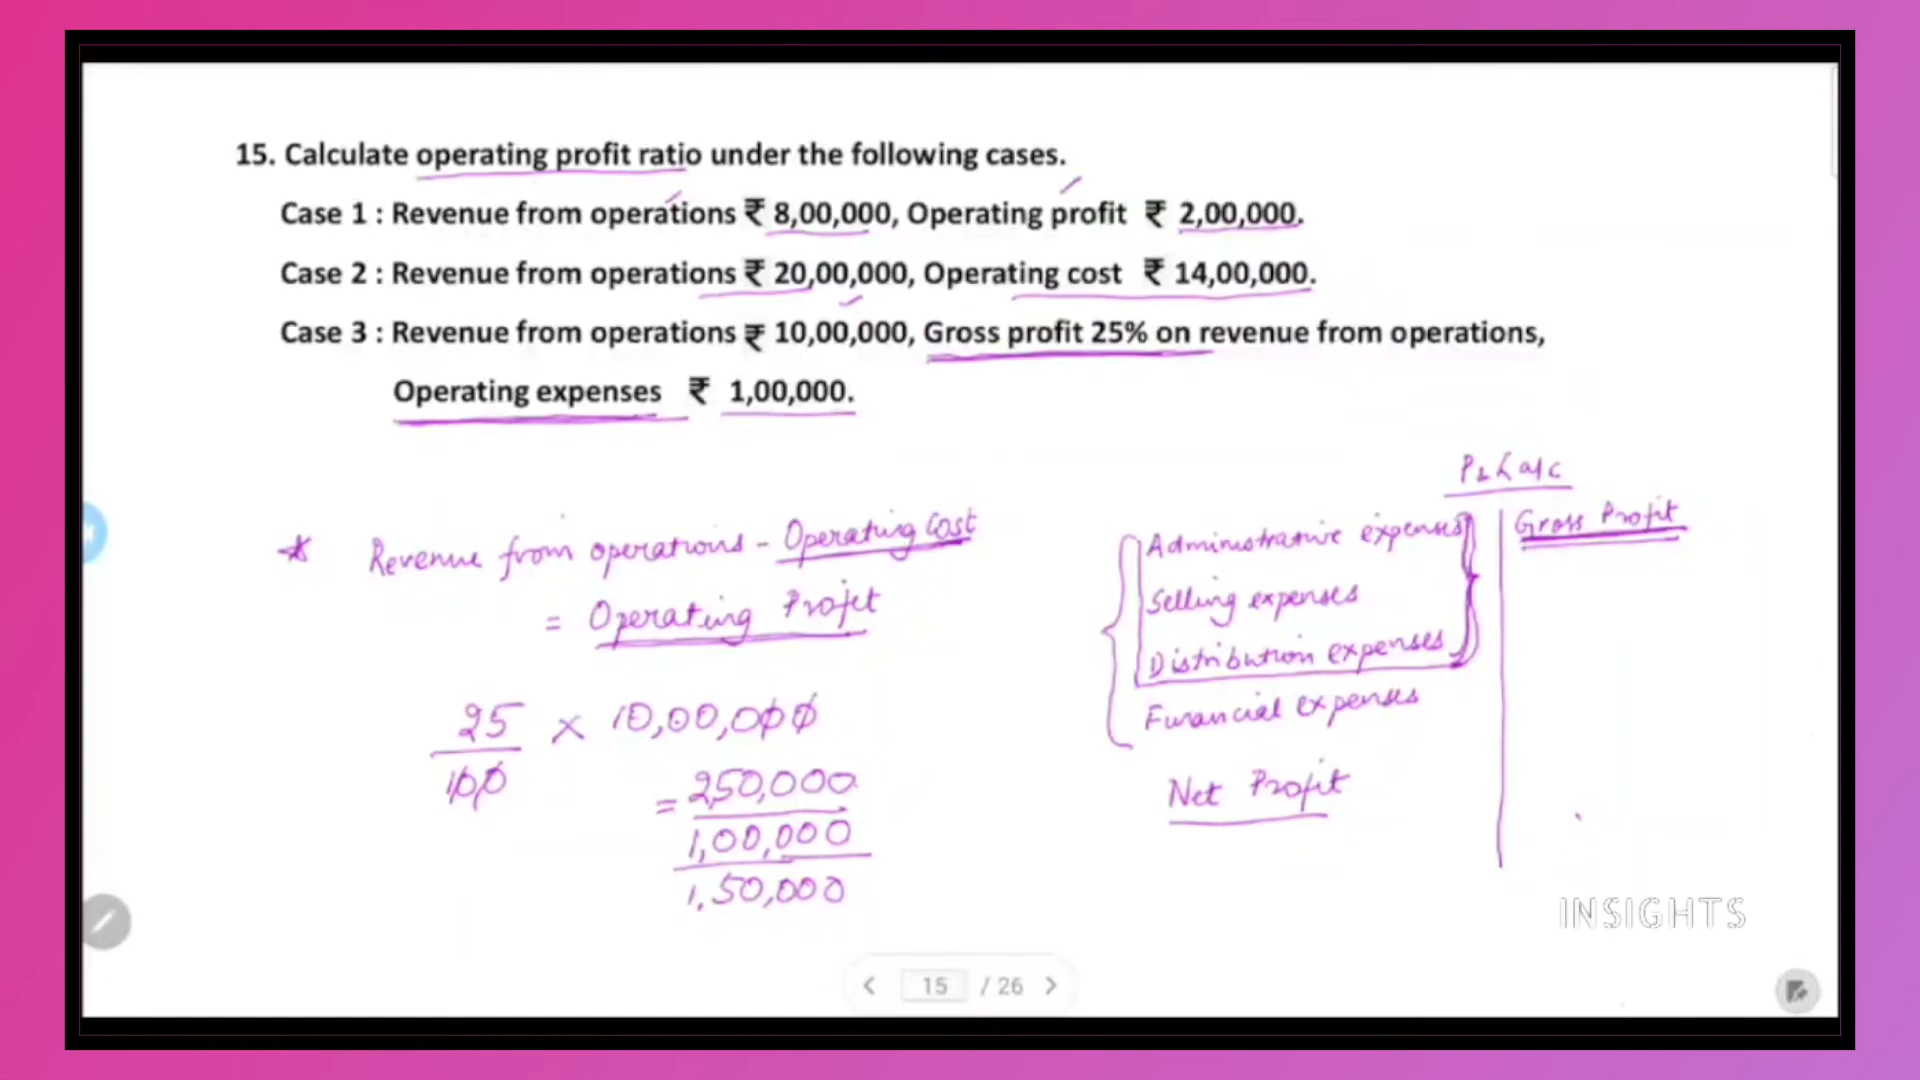 15. Calculate operating profit ratio under the following cases.
Case 1 : Revenue from operations ₹ 8,00,000, Operating profit ₹ 2,00,000.
Case 2 : Revenue from operations ₹ 20,00,000, Operating cost ₹ 14,00,000.
Case 3 : Revenue from operations ₹ 10,00,000, Gross profit 25% on revenue from operations,
Operating expenses ₹ 1,00,000.
* Revenue from operations - Operating Cost
= Operating Profit
25 × 10,00,000
100
= 2,50,000
1,00,000
1,50,000
P&L a/c
Administrative expenses
Selling expenses
Distribution expenses
Financial expenses
Net Profit
Gross Profit
INSIGHTS
< 15 / 26 >